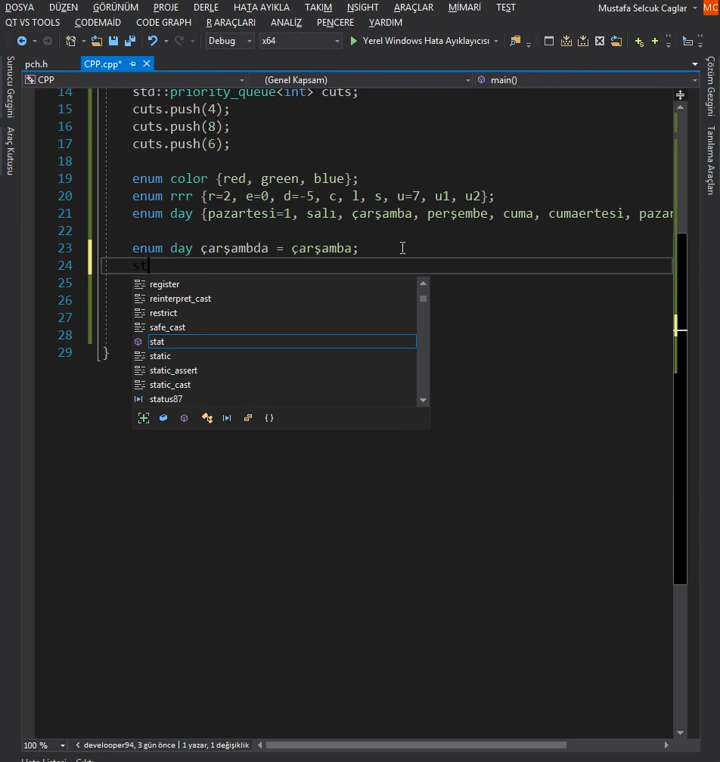 DOSYA DÜZEN GÖRÜNÜM PROJE DERLE HATA AYIKLA TAKIM NSIGHT ARAÇLAR MİMARİ TEST Mustafa Selcuk Caglar MC
QT VS TOOLS CODEMAID CODE GRAPH R ARAÇLARI ANALİZ PENCERE YARDIM
Debug x64 Yerel Windows Hata Ayıklayıcısı
Sunucu Gezgini
Araç Kutusu
pch.h CPP.cpp*
CPP (Genel Kapsam) main()
14 std::priority_queue<int> cuts;
15 cuts.push(4);
16 cuts.push(8);
17 cuts.push(6);
18
19 enum color {red, green, blue};
20 enum rrr {r=2, e=0, d=-5, c, l, s, u=7, u1, u2};
21 enum day {pazartesi=1, salı, çarşamba, perşembe, cuma, cumaertesi, pazar
22
23 enum day çarşambda = çarşamba;
24 st
25
26
27
28
29 }
register
reinterpret_cast
restrict
safe_cast
stat
static
static_assert
static_cast
status87
Çözüm Gezgini
Tanılama Araçları
100 % develooper94, 3 gün önce | 1 yazar, 1 değişiklik